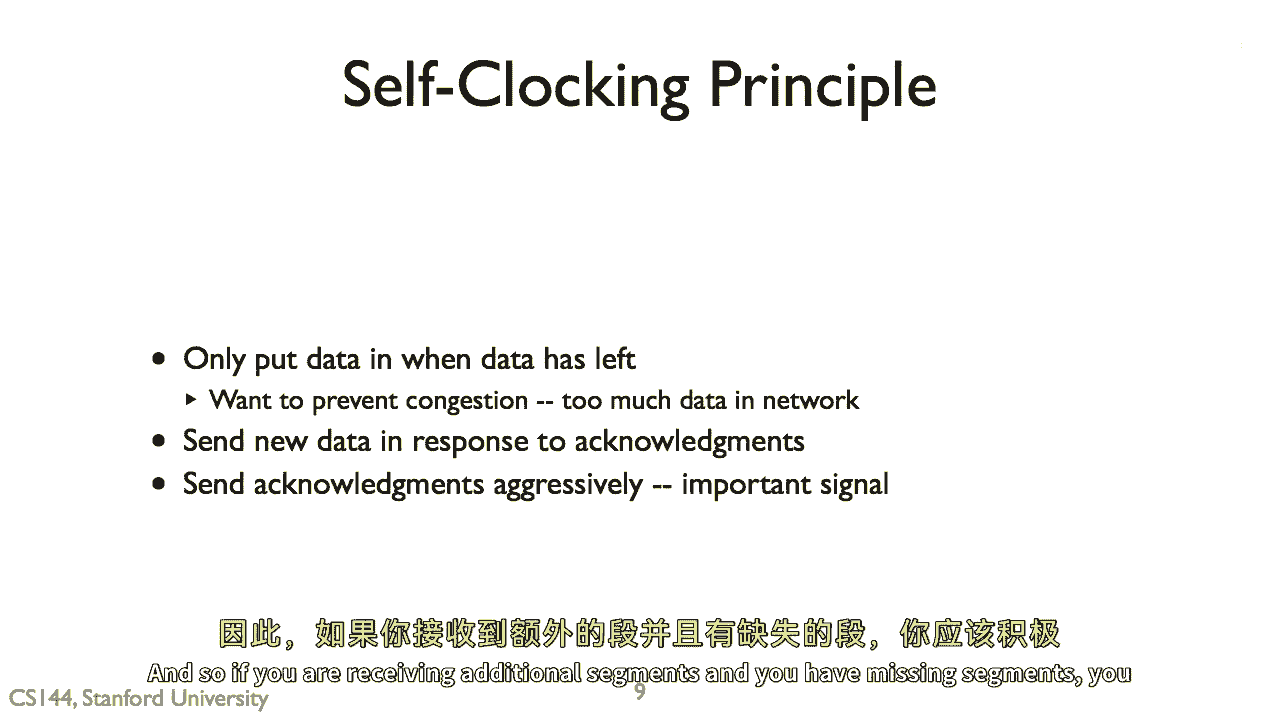 Self-Clocking Principle
• Only put data in when data has left
▸ Want to prevent congestion -- too much data in network
• Send new data in response to acknowledgments
• Send acknowledgments aggressively -- important signal
因此，如果你接收到额外的段并且有缺失的段，你应该积极
And so if you are receiving additional segments and you have missing segments, you
CS144, Stanford University
9